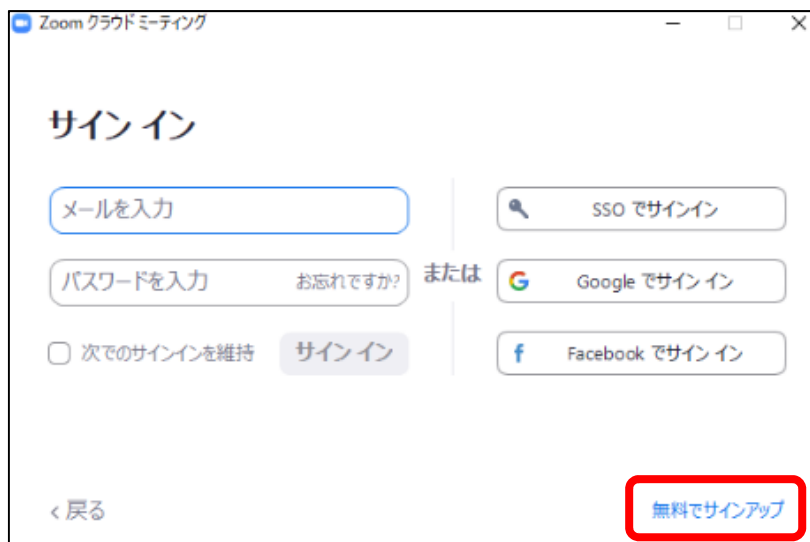 Zoom クラウド ミーティング
サイン イン
メールを入力
パスワードを入力 お忘れですか?
次でのサインインを維持 サイン イン
または
SSO でサインイン
Google でサイン イン
Facebook でサイン イン
< 戻る
無料でサインアップ